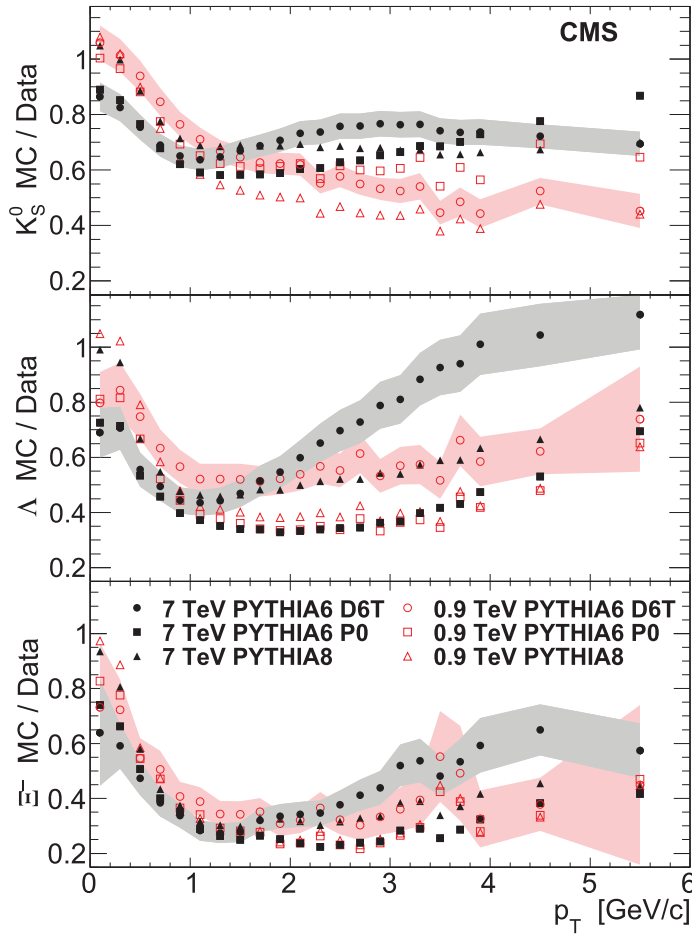 CMS
K⁰S MC / Data
1
0.8
0.6
0.4
0.2
Λ MC / Data
1
0.8
0.6
0.4
0.2
7 TeV PYTHIA6 D6T
7 TeV PYTHIA6 P0
7 TeV PYTHIA8
0.9 TeV PYTHIA6 D6T
0.9 TeV PYTHIA6 P0
0.9 TeV PYTHIA8
Ξ⁻ MC / Data
1
0.8
0.6
0.4
0.2
0 1 2 3 4 5 6
pT [GeV/c]